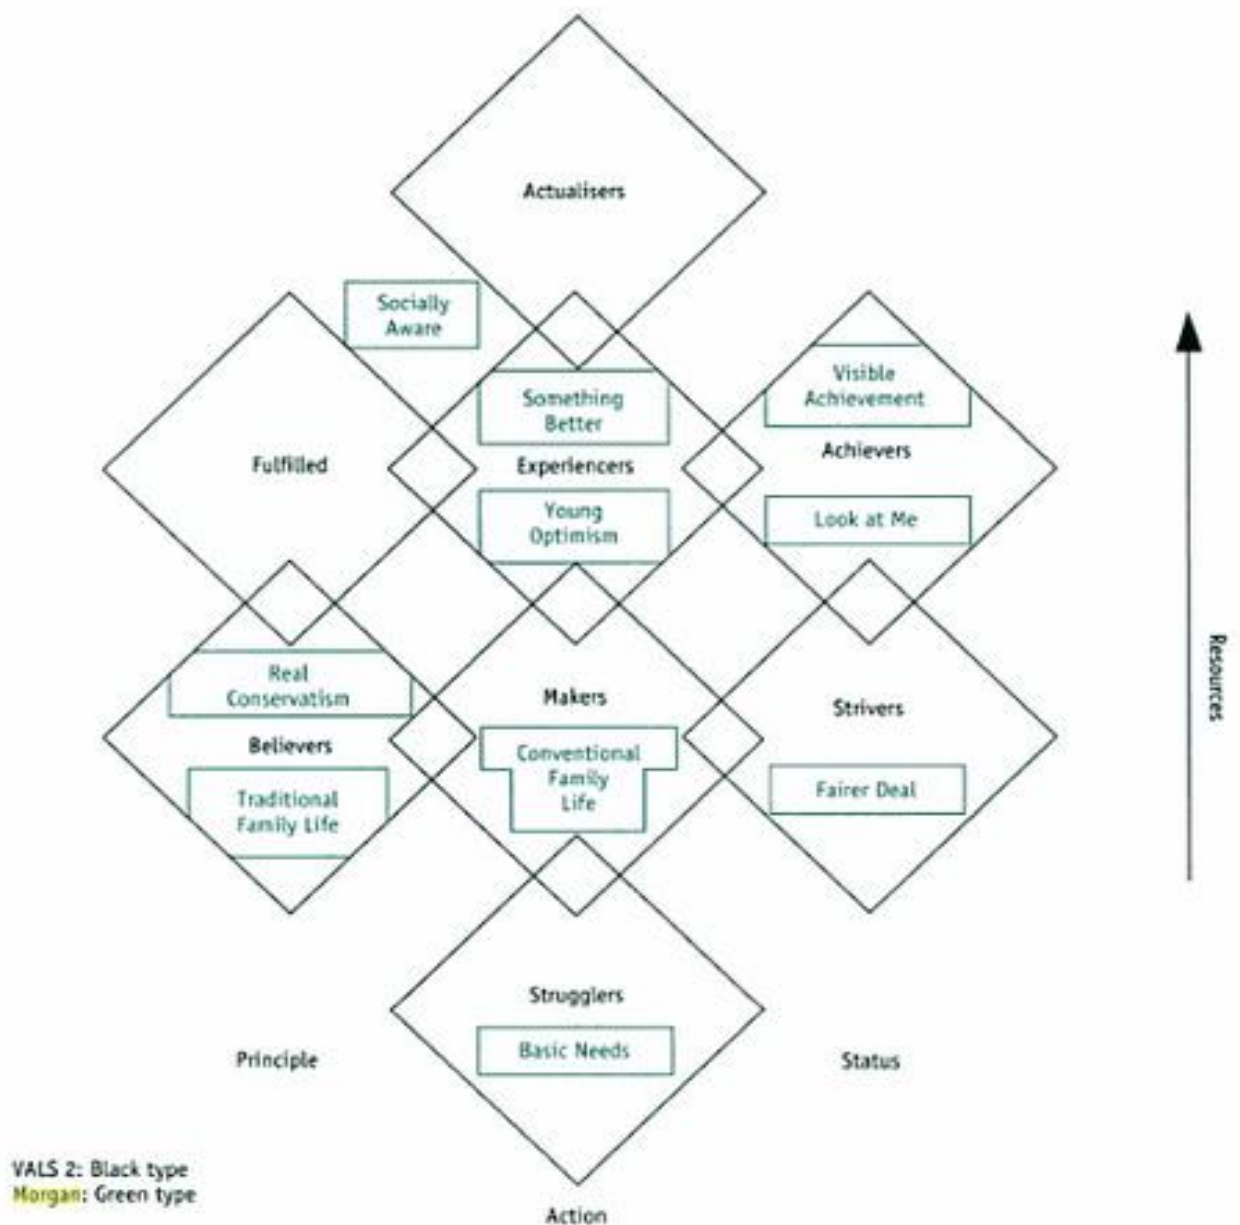 Actualisers
Socially
Aware
Something
Better
Visible
Achievement
Fulfilled
Experiencers
Achievers
Young
Optimism
Look at Me
Real
Conservatism
Makers
Strivers
Believers
Conventional
Family
Life
Traditional
Family Life
Fairer Deal
Resources
Strugglers
Basic Needs
Principle
Status
VALS 2: Black type
Morgan: Green type
Action